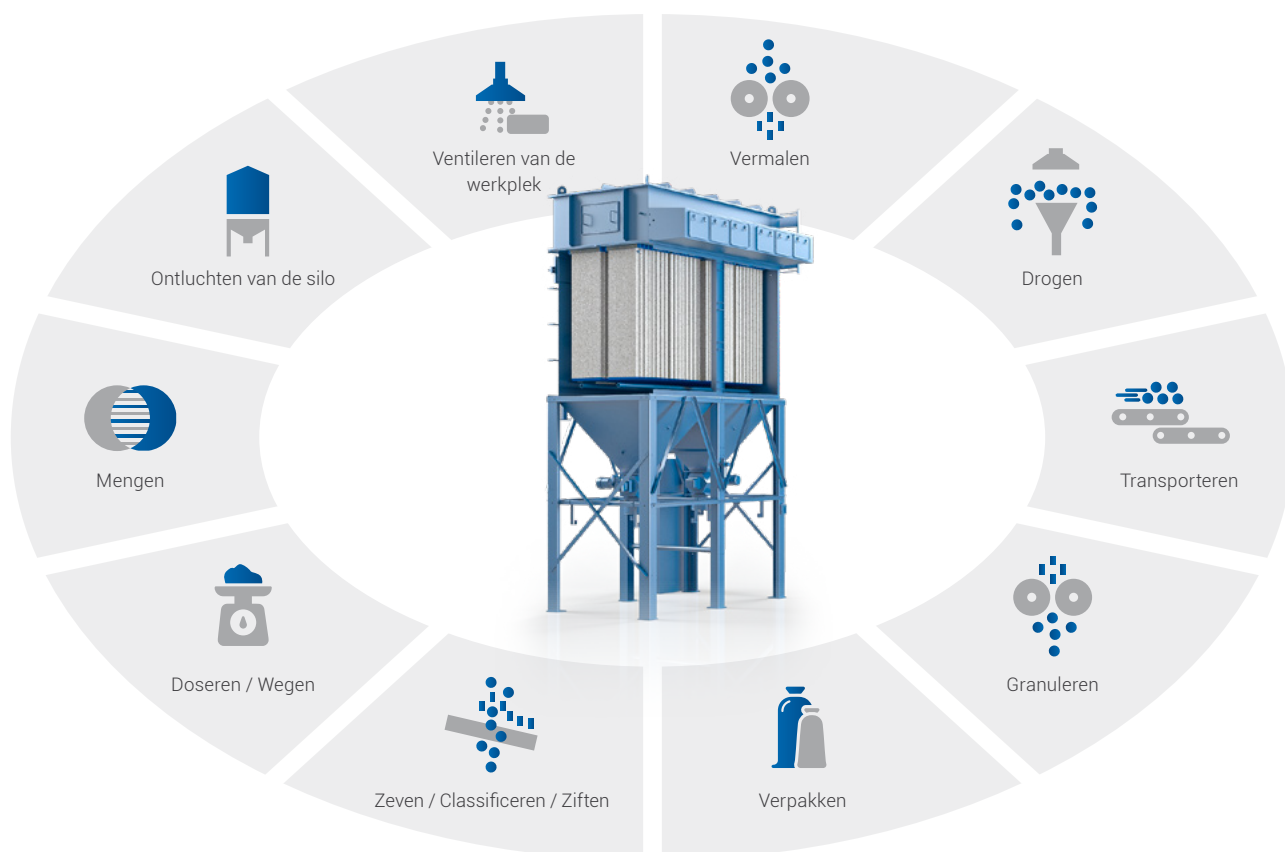 Ventileren van de
werkplek
Vermalen
Ontluchten van de silo
Drogen
Mengen
Transporteren
Doseren / Wegen
Granuleren
Zeven / Classificeren / Ziften
Verpakken